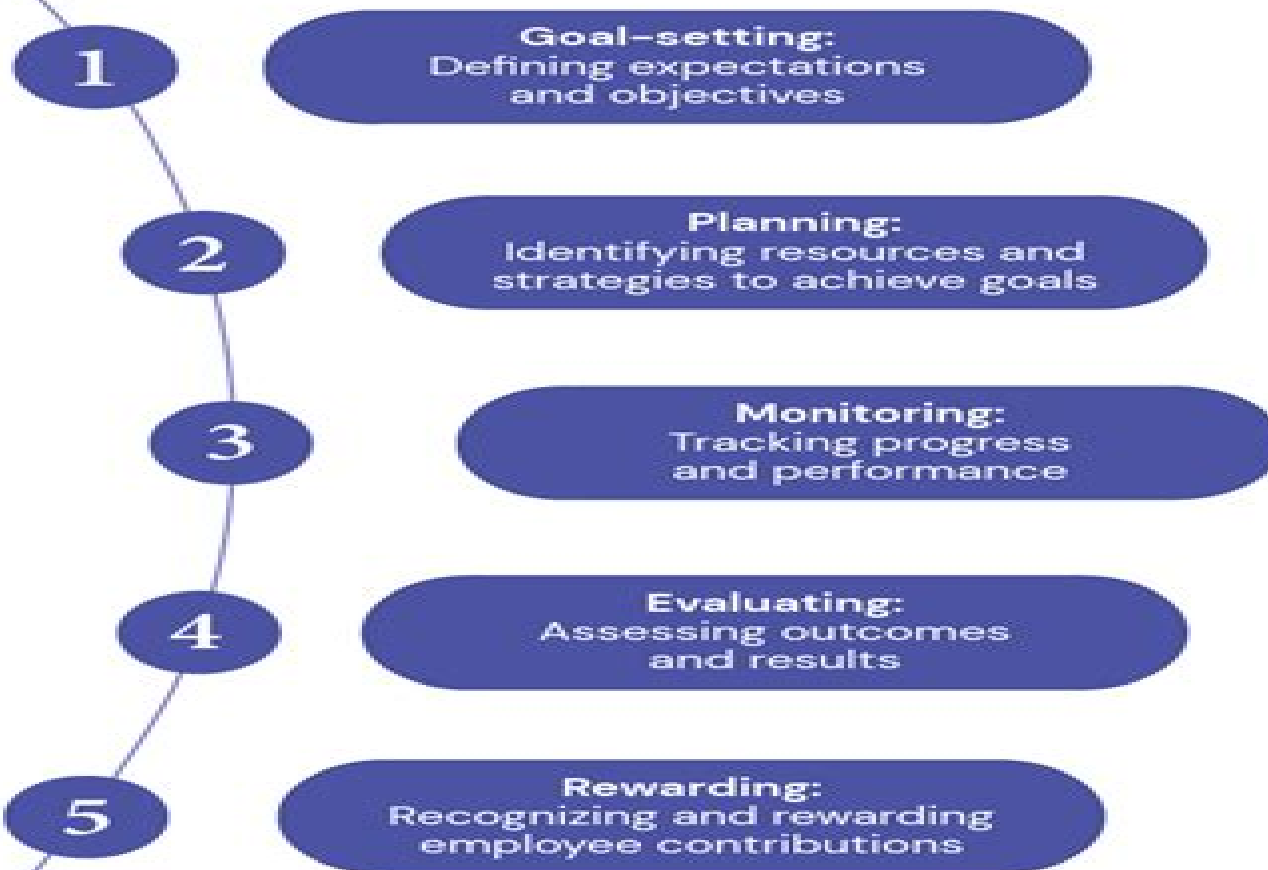 1
Goal-setting:
Defining expectations
and objectives
2
Planning:
Identifying resources and
strategies to achieve goals
3
Monitoring:
Tracking progress
and performance
4
Evaluating:
Assessing outcomes
and results
5
Rewarding:
Recognizing and rewarding
employee contributions